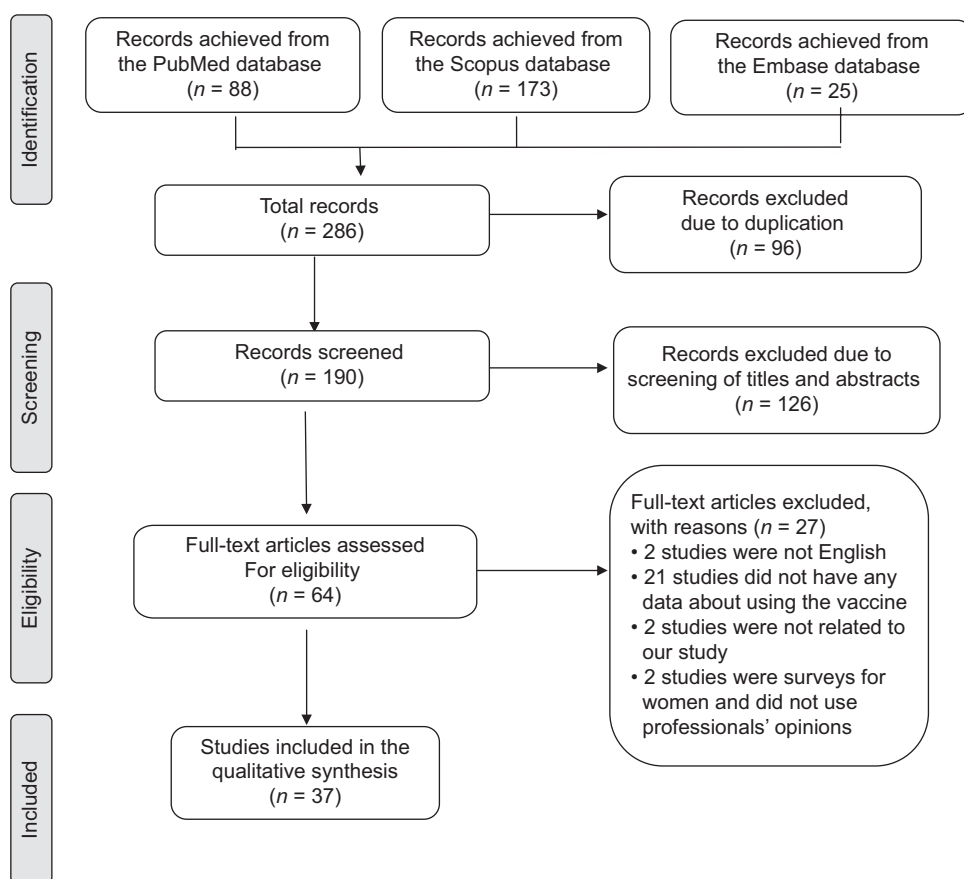 Identification
Records achieved from
the PubMed database
(n = 88)
Records achieved from
the Scopus database
(n = 173)
Records achieved from
the Embase database
(n = 25)
Total records
(n = 286)
Records excluded
due to duplication
(n = 96)
Screening
Records screened
(n = 190)
Records excluded due to
screening of titles and abstracts
(n = 126)
Eligibility
Full-text articles assessed
For eligibility
(n = 64)
Full-text articles excluded,
with reasons (n = 27)
• 2 studies were not English
• 21 studies did not have any
data about using the vaccine
• 2 studies were not related to
our study
• 2 studies were surveys for
women and did not use
professionals’ opinions
Included
Studies included in the
qualitative synthesis
(n = 37)